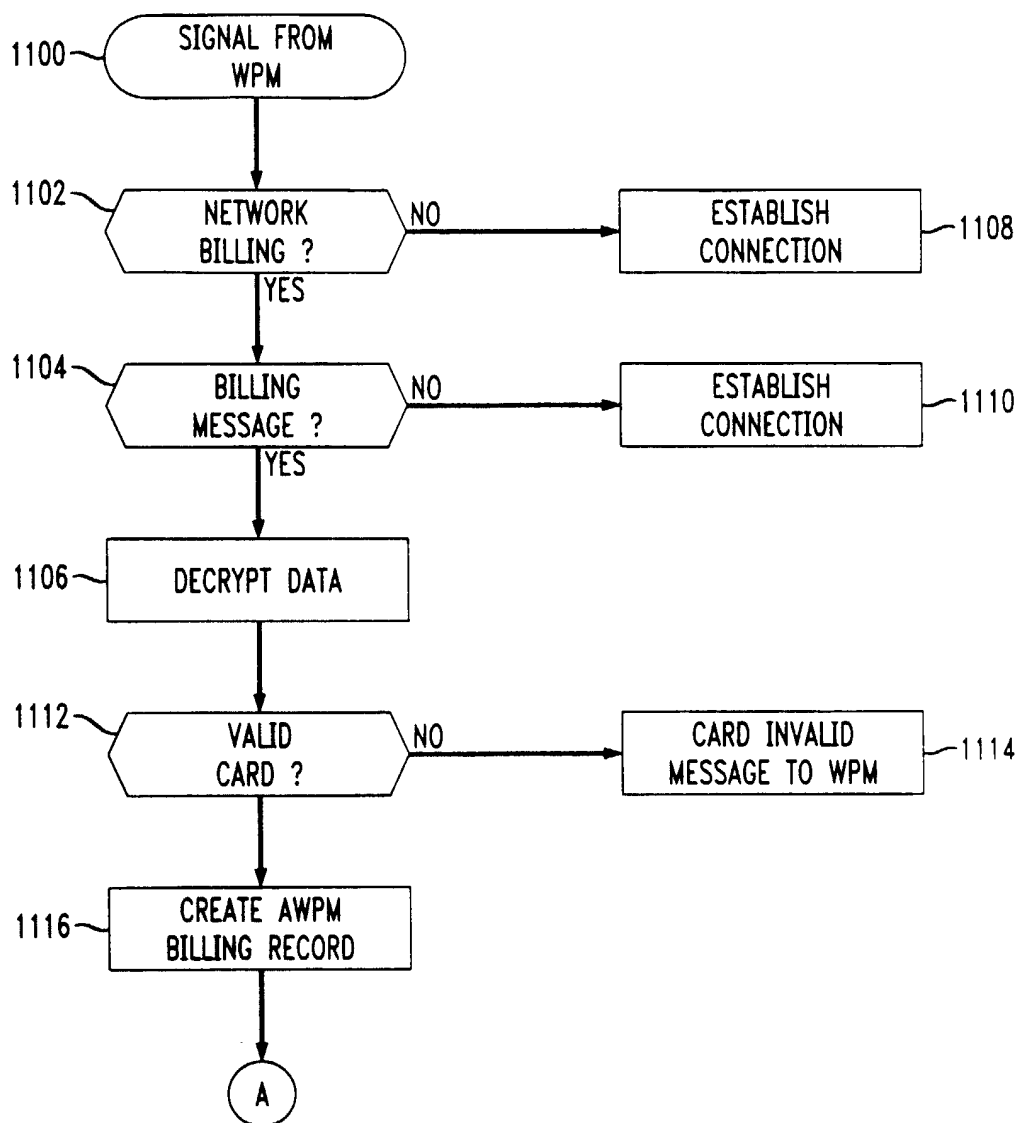 1100
SIGNAL FROM
WPM
1102
NETWORK
BILLING ?
NO
ESTABLISH
CONNECTION
1108
YES
1104
BILLING
MESSAGE ?
NO
ESTABLISH
CONNECTION
1110
YES
1106
DECRYPT DATA
1112
VALID
CARD ?
NO
CARD INVALID
MESSAGE TO WPM
1114
1116
CREATE AWPM
BILLING RECORD
A